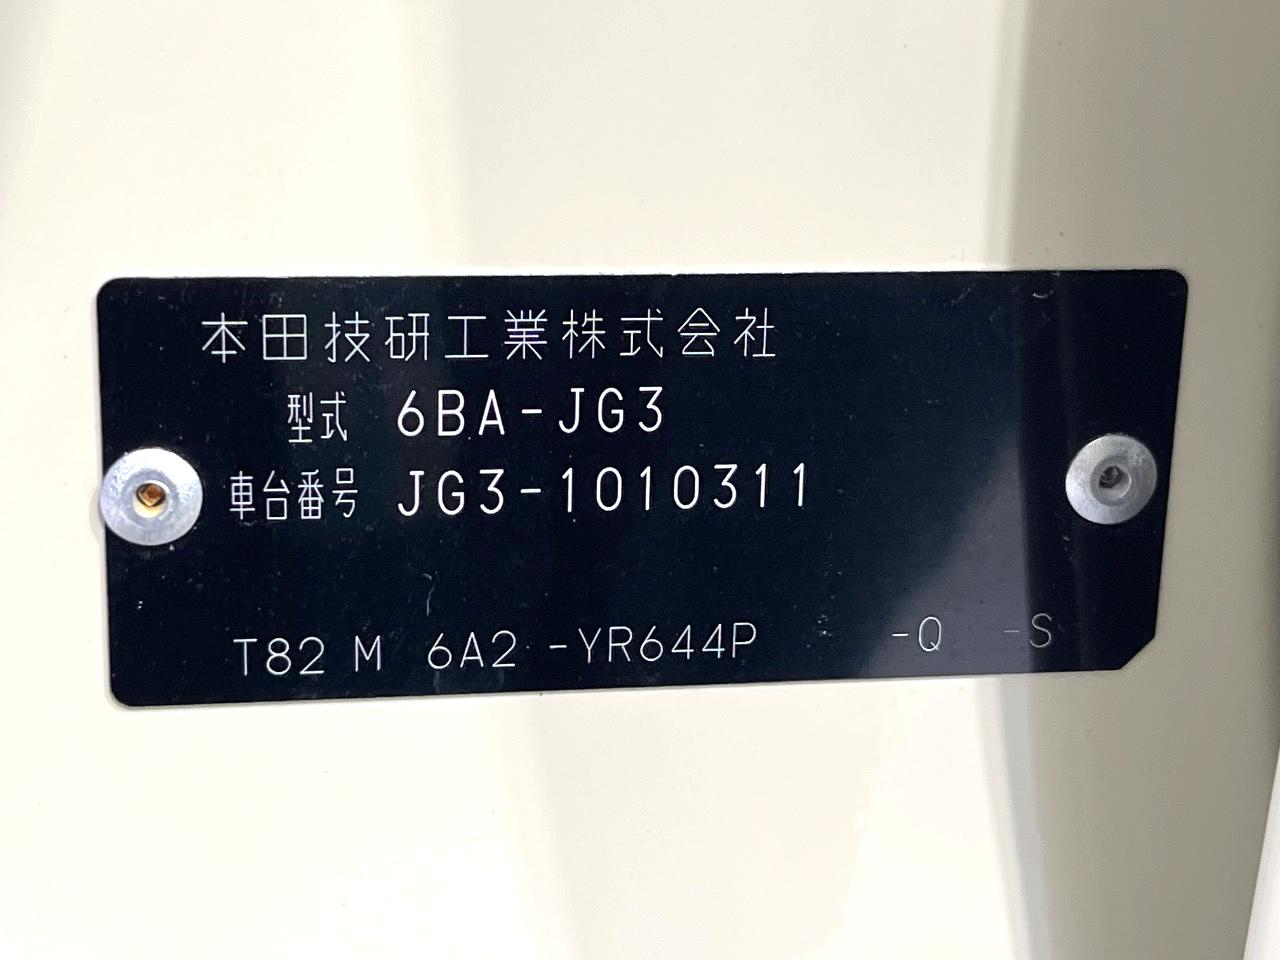 本田技研工業株式会社
型式 6BA-JG3
車台番号 JG3-1010311
T82 M 6A2 -YR644P -Q -S